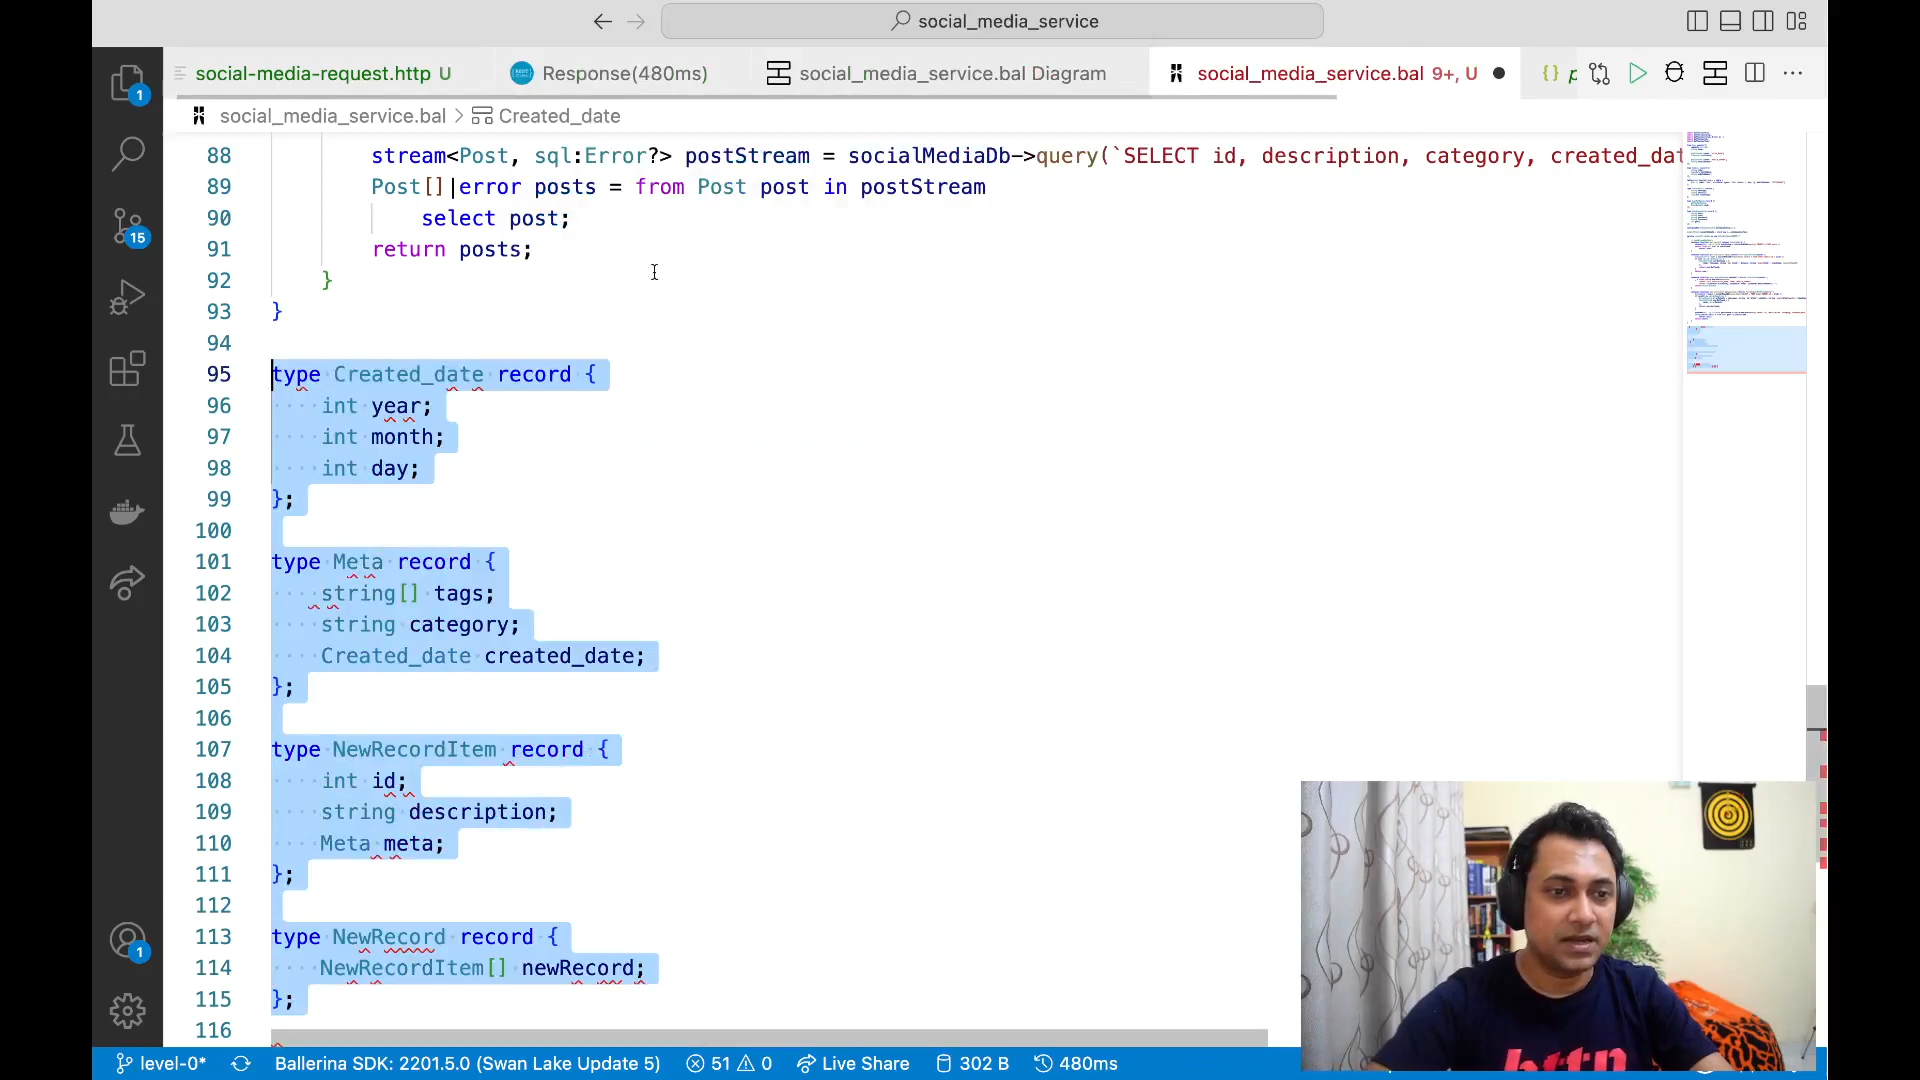 social_media_service
social-media-request.http U
Response(480ms)
social_media_service.bal Diagram
social_media_service.bal 9+, U
social_media_service.bal > Created_date
88 stream<Post, sql:Error?> postStream = socialMediaDb->query(`SELECT id, description, category, created_dat
89 Post[]|error posts = from Post post in postStream
90 select post;
91 return posts;
92 }
93 }
94
95 type Created_date record {
96 int year;
97 int month;
98 int day;
99 };
100
101 type Meta record {
102 string[] tags;
103 string category;
104 Created_date created_date;
105 };
106
107 type NewRecordItem record {
108 int id;
109 string description;
110 Meta meta;
111 };
112
113 type NewRecord record {
114 NewRecordItem[] newRecord;
115 };
116
1
15
1
level-0* Ballerina SDK: 2201.5.0 (Swan Lake Update 5) 51 0 Live Share 302 B 480ms
http